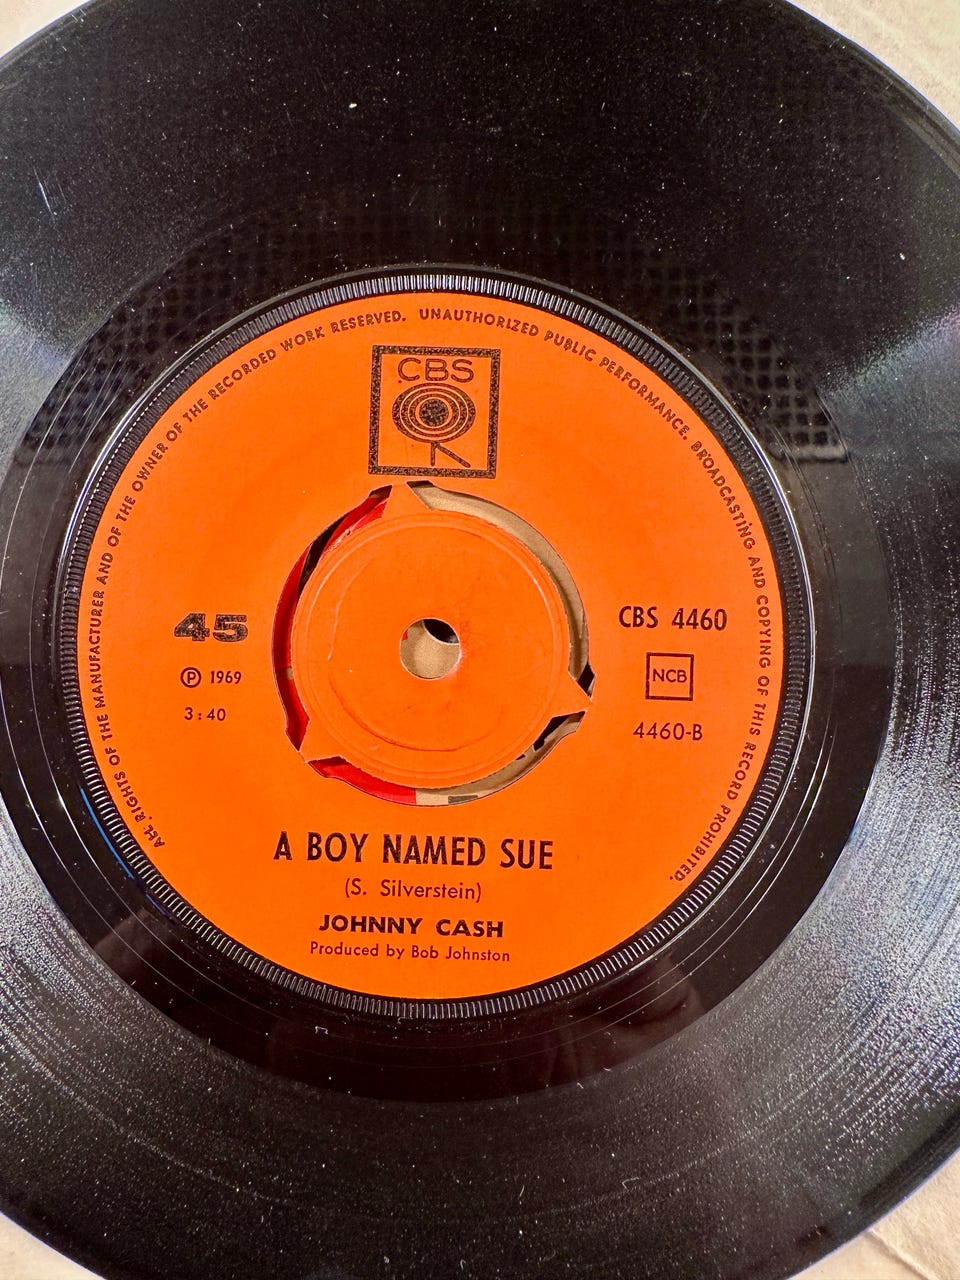 ALL RIGHTS OF THE MANUFACTURER AND OF THE OWNER OF THE RECORDED WORK RESERVED. UNAUTHORIZED PUBLIC PERFORMANCE, BROADCASTING AND COPYING OF THIS RECORD PROHIBITED.
CBS
45
℗ 1969
3:40
CBS 4460
NCB
4460-B
A BOY NAMED SUE
(S. Silverstein)
JOHNNY CASH
Produced by Bob Johnston